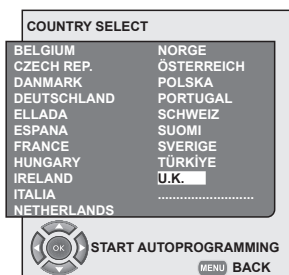 COUNTRY SELECT
BELGIUM NORGE
CZECH REP. ÖSTERREICH
DANMARK POLSKA
DEUTSCHLAND PORTUGAL
ELLADA SCHWEIZ
ESPANA SUOMI
FRANCE SVERIGE
HUNGARY TÜRKİYE
IRELAND U.K.
ITALIA ..........................
NETHERLANDS
OK START AUTOPROGRAMMING
MENU BACK